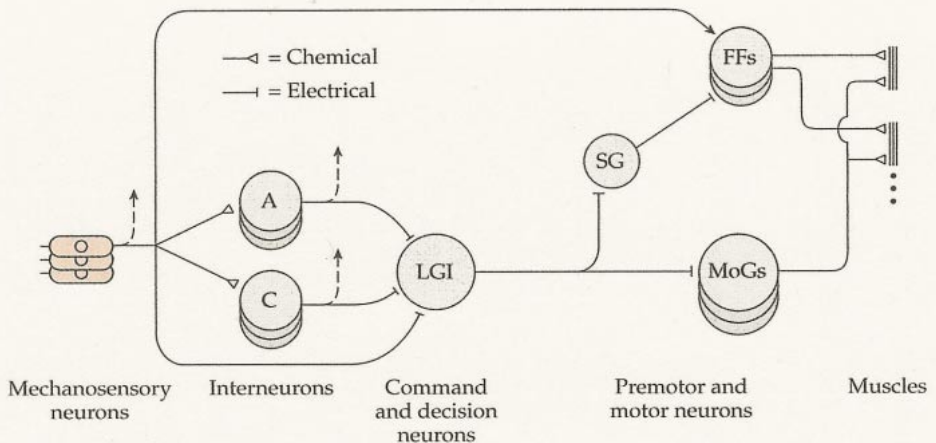 = Chemical
= Electrical
FFs
SG
A
LGI
C
MoGs
Mechanosensory
neurons
Interneurons
Command
and decision
neurons
Premotor and
motor neurons
Muscles